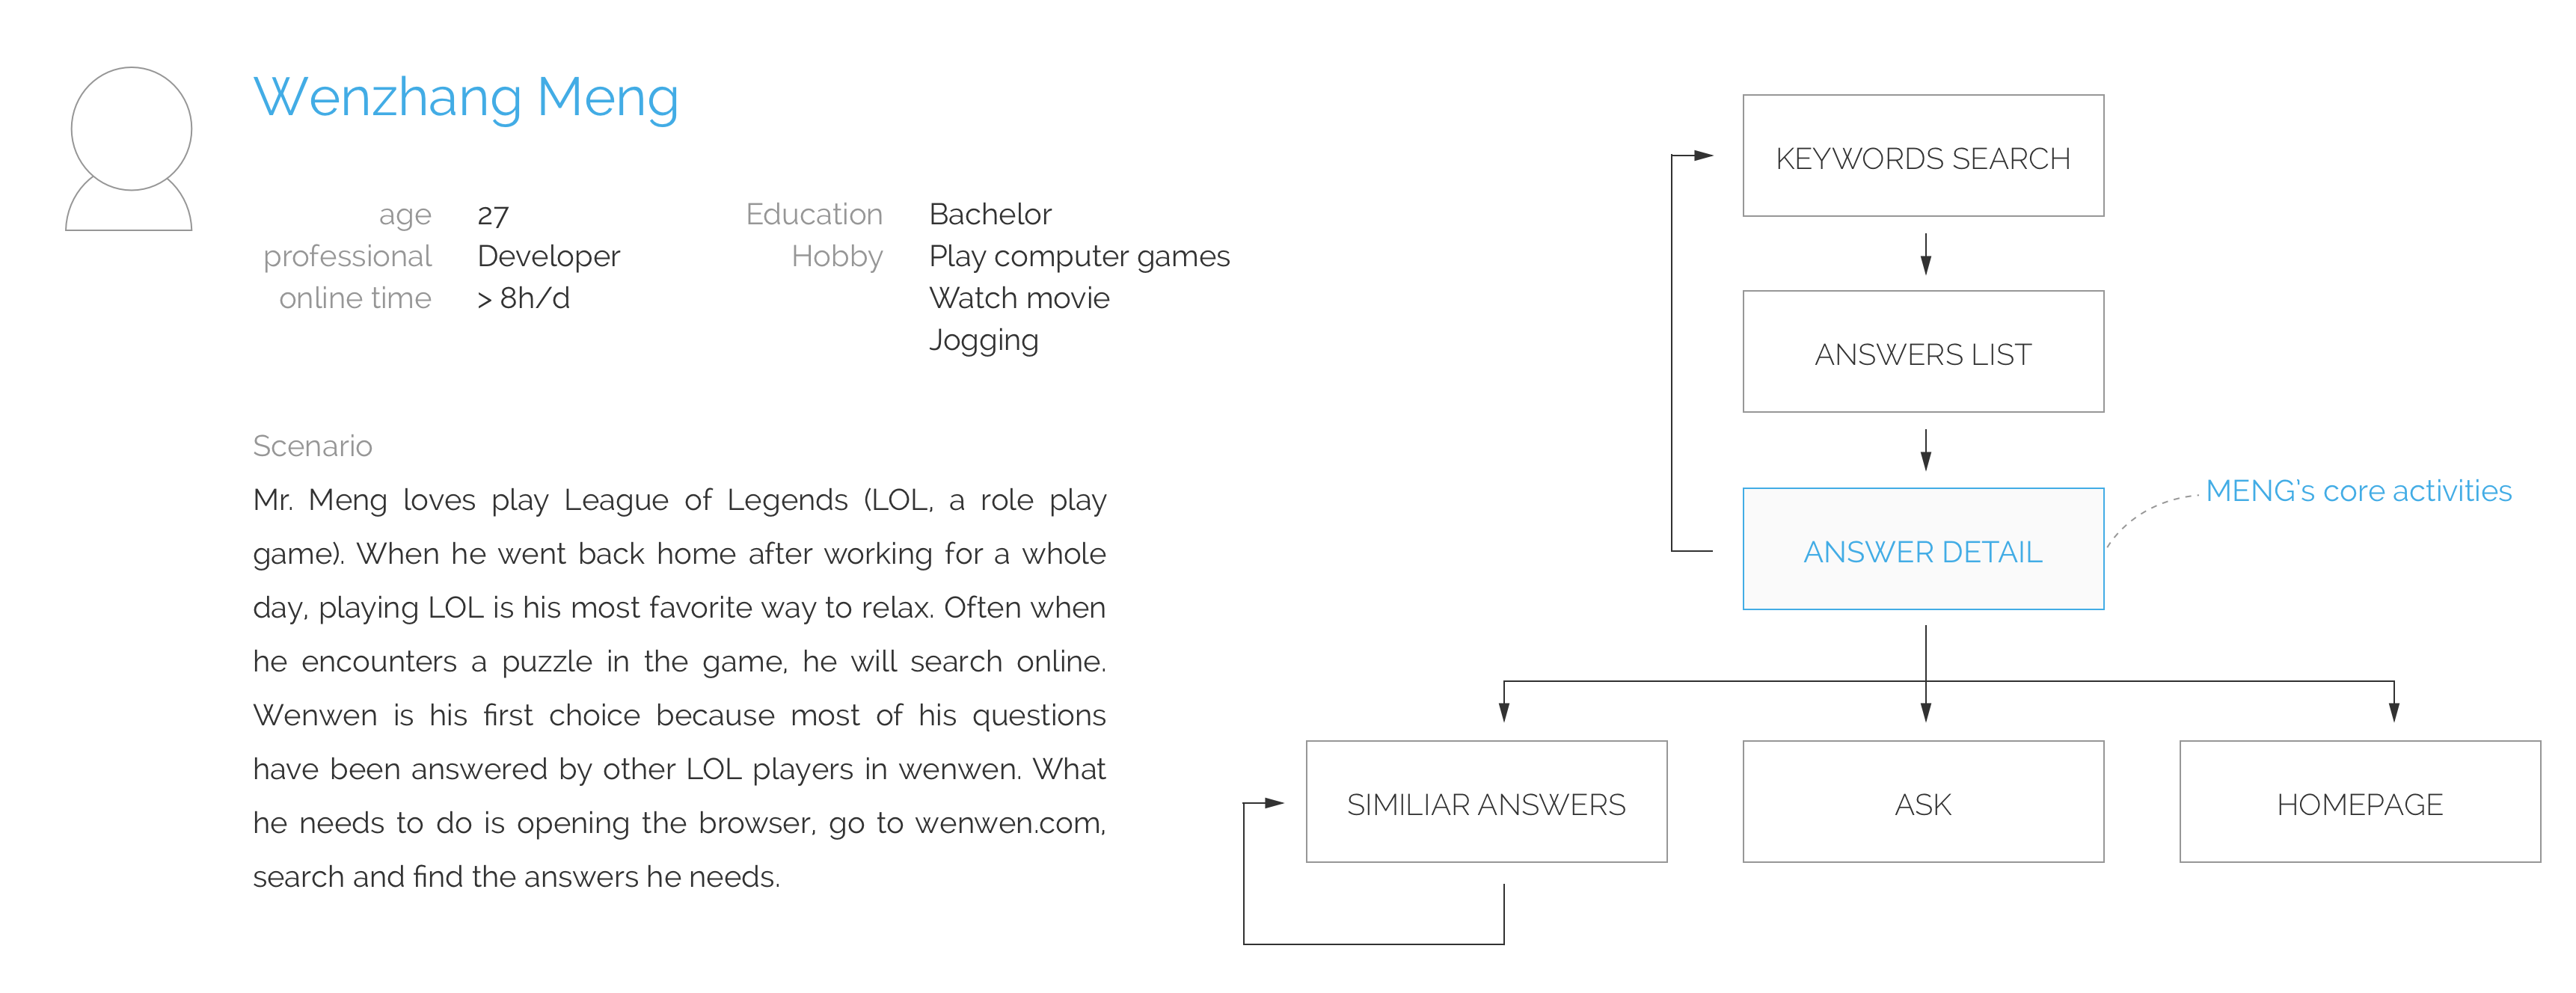 Wenzhang Meng
age 27
professional Developer
online time > 8h/d
Education Bachelor
Hobby Play computer games
Watch movie
Jogging
Scenario
Mr. Meng loves play League of Legends (LOL, a role play
game). When he went back home after working for a whole
day, playing LOL is his most favorite way to relax. Often when
he encounters a puzzle in the game, he will search online.
Wenwen is his first choice because most of his questions
have been answered by other LOL players in wenwen. What
he needs to do is opening the browser, go to wenwen.com,
search and find the answers he needs.
KEYWORDS SEARCH
ANSWERS LIST
ANSWER DETAIL
MENG's core activities
SIMILIAR ANSWERS
ASK
HOMEPAGE